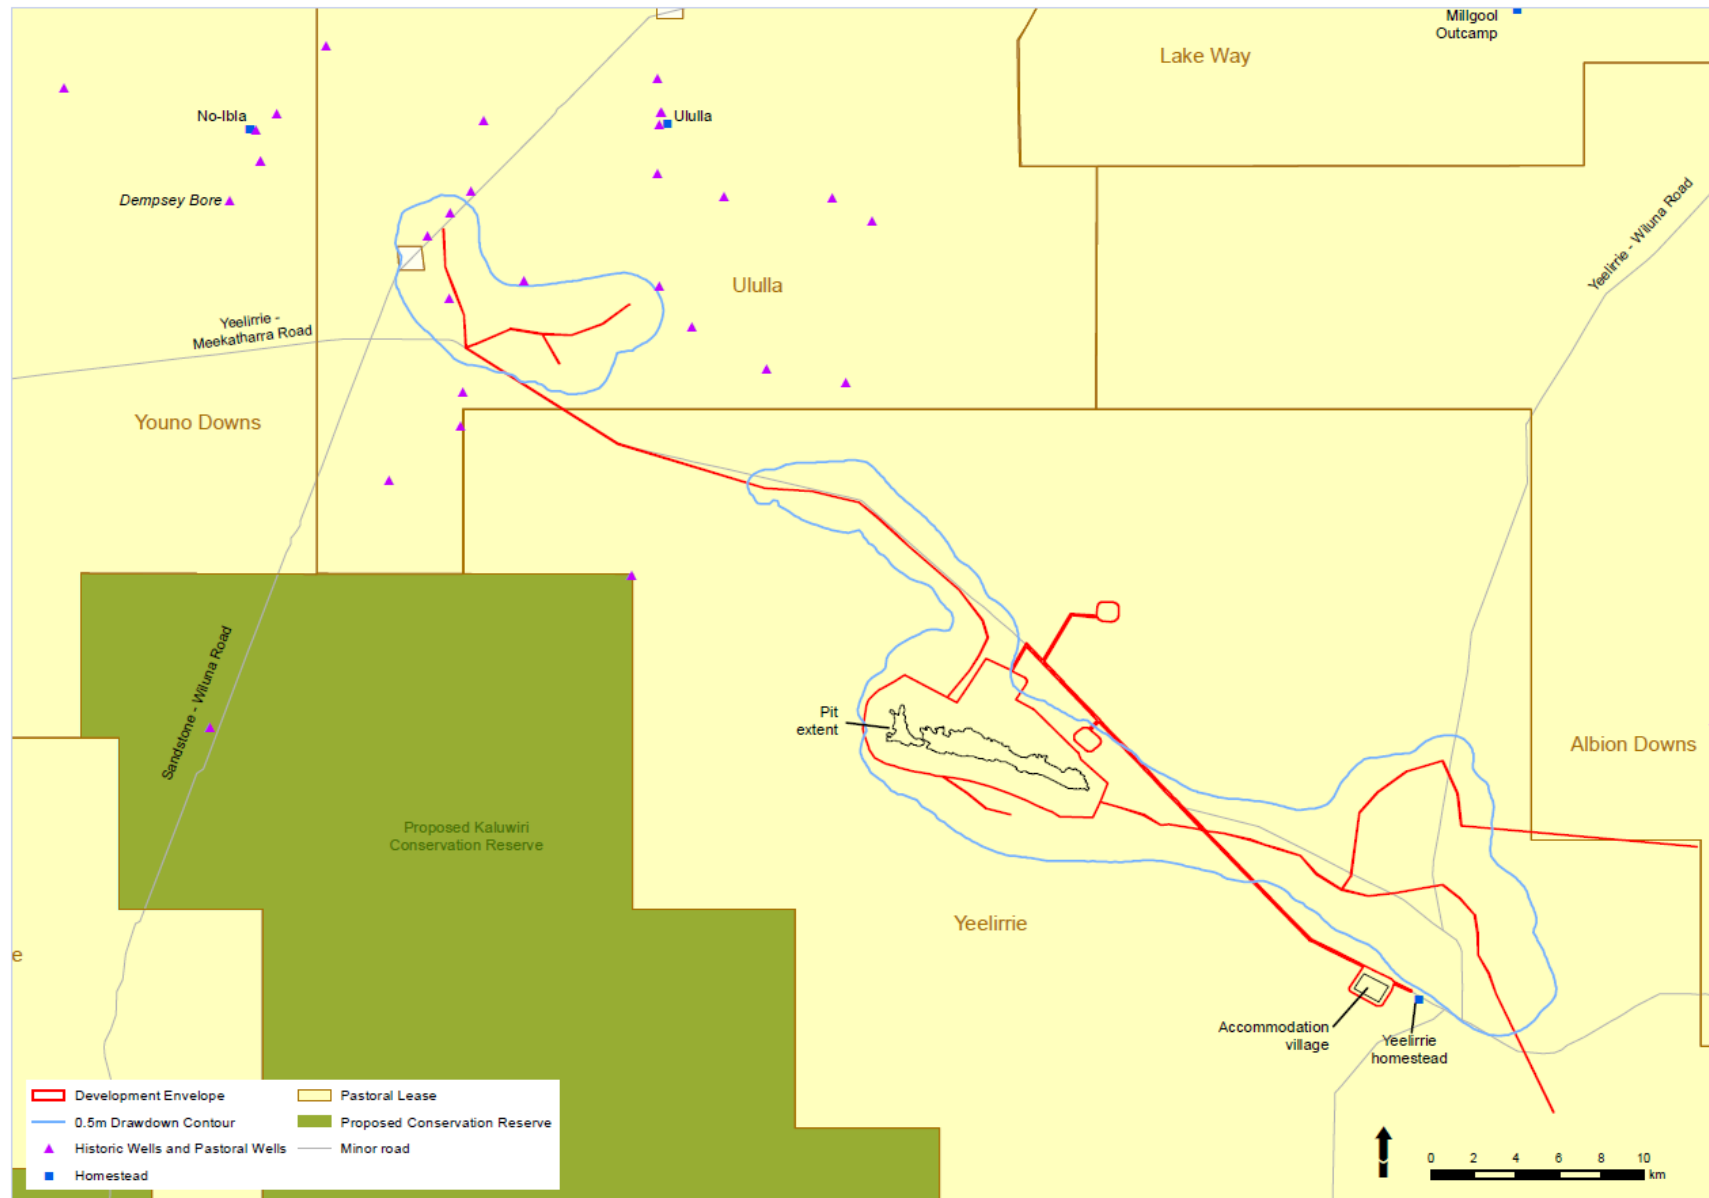 Millgool
Outcamp
Lake Way
No-Ibla
Ululla
Dempsey Bore
Yeelirrie - Wiluna Road
Ululla
Yeelirrie -
Meekatharra Road
Youno Downs
Sandstone - Wiluna Road
Pit
extent
Albion Downs
Proposed Kaluwiri
Conservation Reserve
Yeelirrie
e
Accommodation
village
Yeelirrie
homestead
Development Envelope
0.5m Drawdown Contour
Historic Wells and Pastoral Wells
Homestead
Pastoral Lease
Proposed Conservation Reserve
Minor road
0 2 4 6 8 10
km